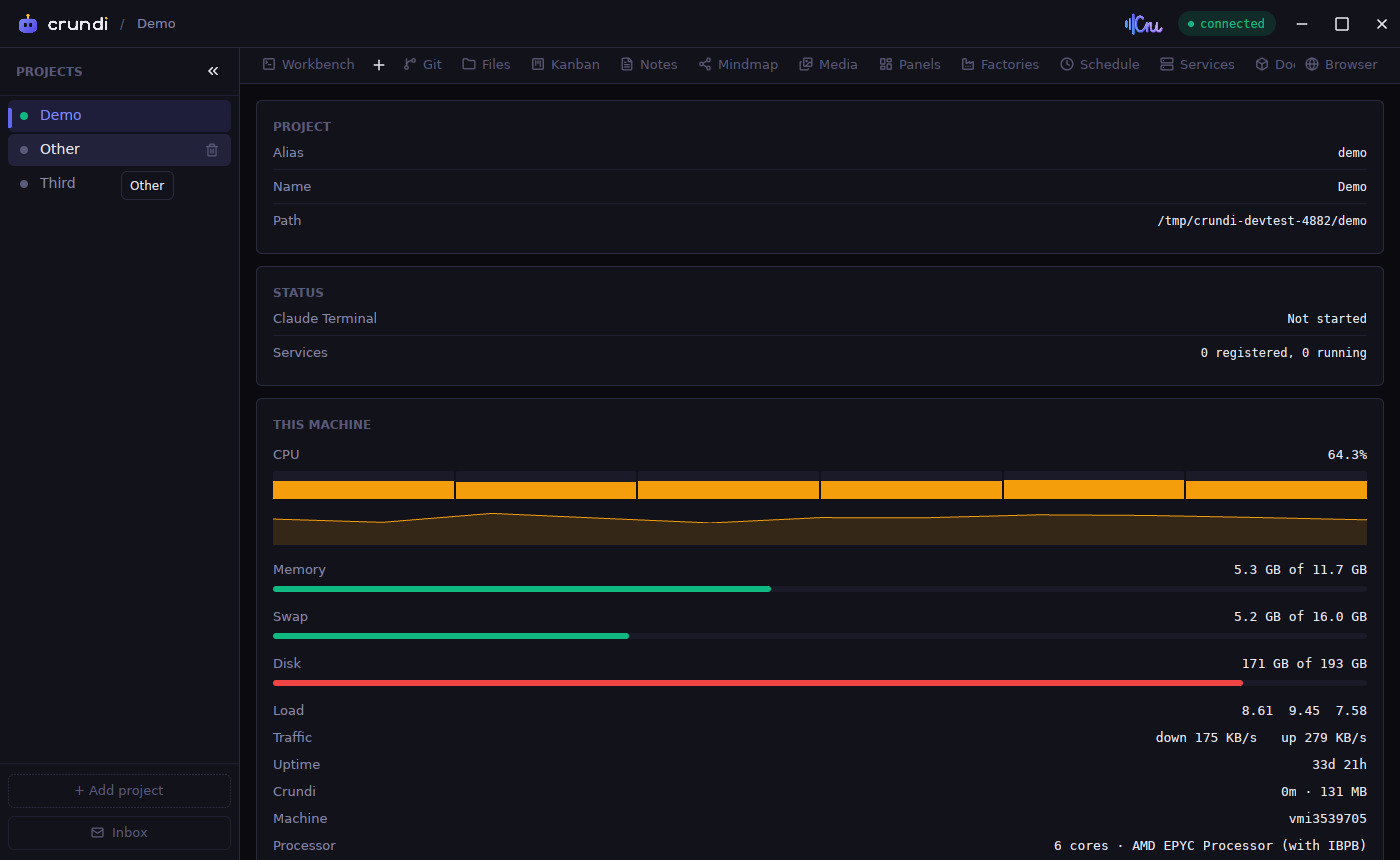 crundi / Demo
Cru
connected
PROJECTS
Workbench + Git Files Kanban Notes Mindmap Media Panels Factories Schedule Services Do Browser
Demo
Other
Third
Other
+ Add project
Inbox
PROJECT
Alias demo
Name Demo
Path /tmp/crundi-devtest-4882/demo
STATUS
Claude Terminal Not started
Services 0 registered, 0 running
THIS MACHINE
CPU 64.3%
Memory 5.3 GB of 11.7 GB
Swap 5.2 GB of 16.0 GB
Disk 171 GB of 193 GB
Load 8.61 9.45 7.58
Traffic down 175 KB/s up 279 KB/s
Uptime 33d 21h
Crundi 0m · 131 MB
Machine vmi3539705
Processor 6 cores · AMD EPYC Processor (with IBPB)